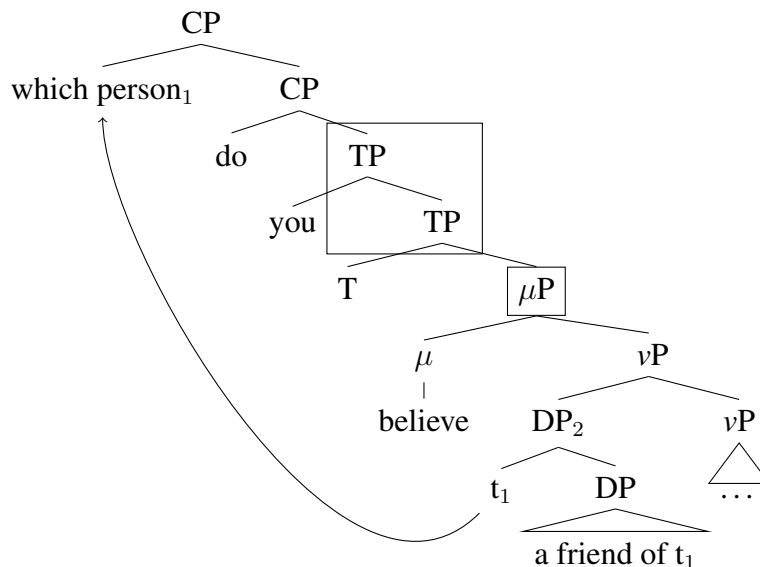 CP
which person₁ CP
do TP
you TP
T μP
μ vP
believe DP₂ vP
t₁ DP ...
a friend of t₁